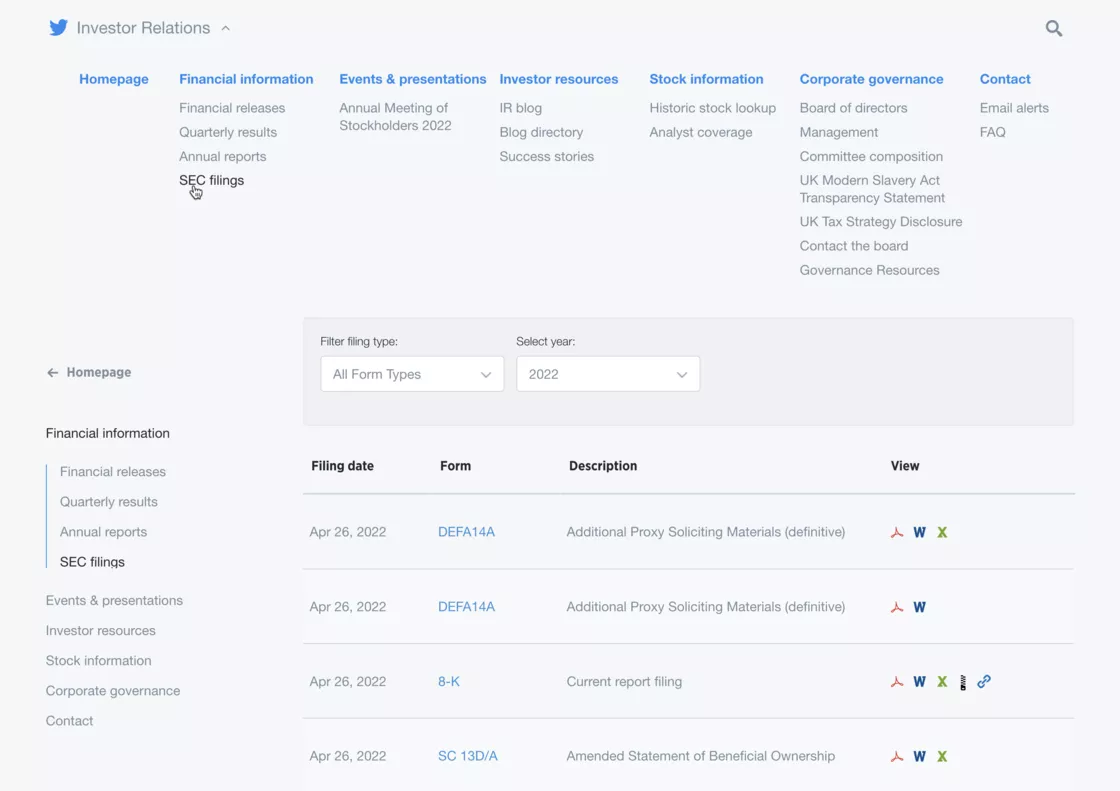 Investor Relations
Homepage
Financial information
Financial releases
Quarterly results
Annual reports
SEC filings
Events & presentations
Annual Meeting of
Stockholders 2022
Investor resources
IR blog
Blog directory
Success stories
Stock information
Historic stock lookup
Analyst coverage
Corporate governance
Board of directors
Management
Committee composition
UK Modern Slavery Act
Transparency Statement
UK Tax Strategy Disclosure
Contact the board
Governance Resources
Contact
Email alerts
FAQ
Homepage
Financial information
Financial releases
Quarterly results
Annual reports
SEC filings
Events & presentations
Investor resources
Stock information
Corporate governance
Contact
Filter filing type: Select year:
All Form Types 2022
Filing date Form Description View
Apr 26, 2022 DEFA14A Additional Proxy Soliciting Materials (definitive) W X
Apr 26, 2022 DEFA14A Additional Proxy Soliciting Materials (definitive) W
Apr 26, 2022 8-K Current report filing W X
Apr 26, 2022 SC 13D/A Amended Statement of Beneficial Ownership W X